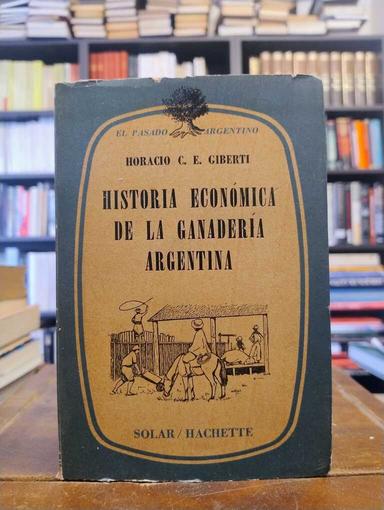 EL PASADO ARGENTINO
HORACIO C. E. GIBERTI
HISTORIA ECONÓMICA
DE LA GANADERÍA
ARGENTINA
SOLAR / HACHETTE